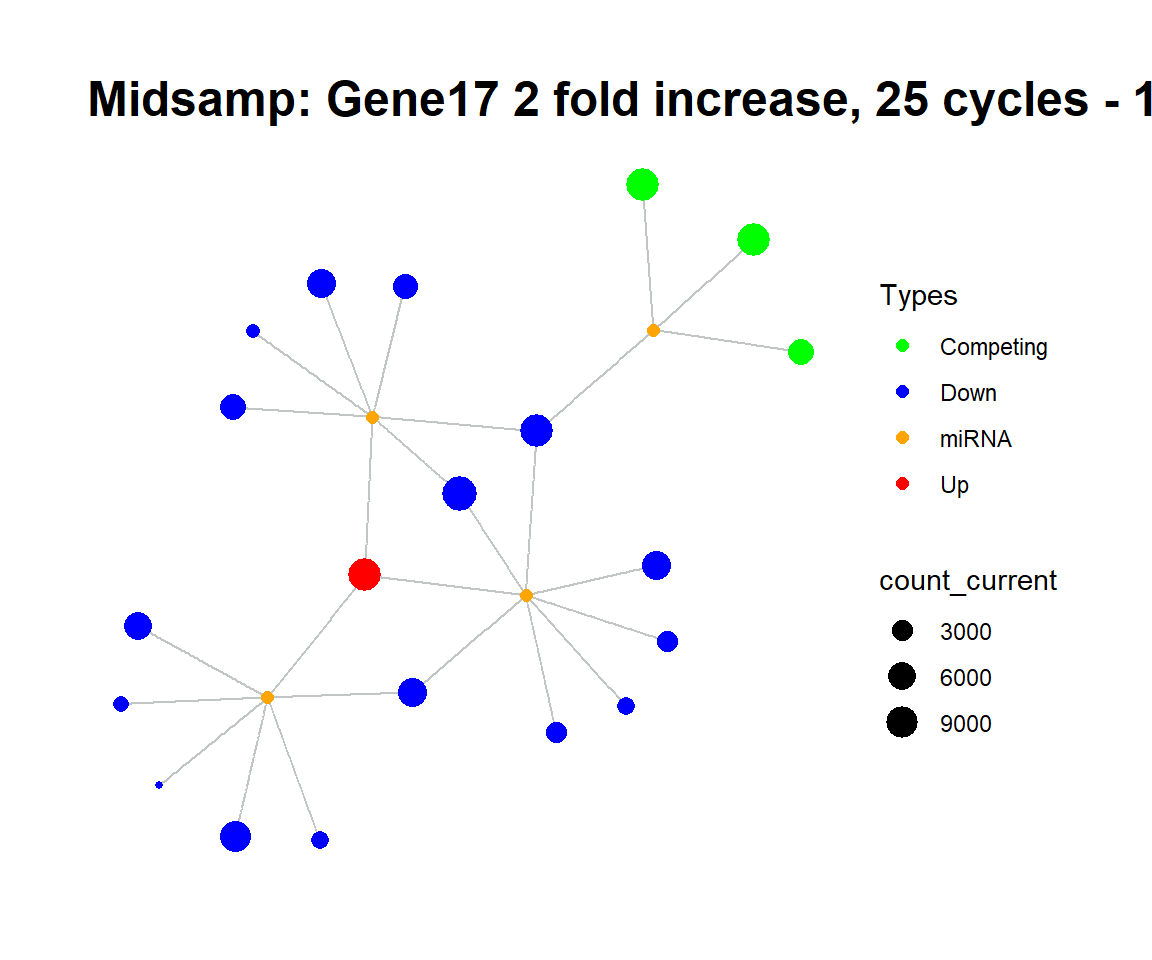 Midsamp: Gene17 2 fold increase, 25 cycles - 1
Types
Competing
Down
miRNA
Up
count_current
3000
6000
9000